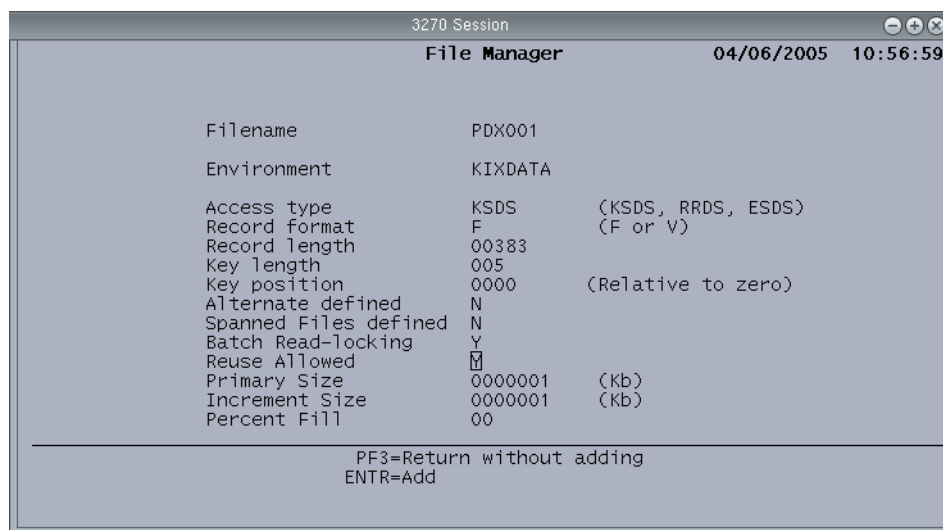 3270 Session
File Manager 04/06/2005 10:56:59
Filename PDX001
Environment KIXDATA
Access type KSDS (KSDS, RRDS, ESDS)
Record format F (F or V)
Record length 00383
Key length 005
Key position 0000 (Relative to zero)
Alternate defined N
Spanned Files defined N
Batch Read-locking Y
Reuse Allowed Y
Primary Size 0000001 (Kb)
Increment Size 0000001 (Kb)
Percent Fill 00
PF3=Return without adding
ENTR=Add